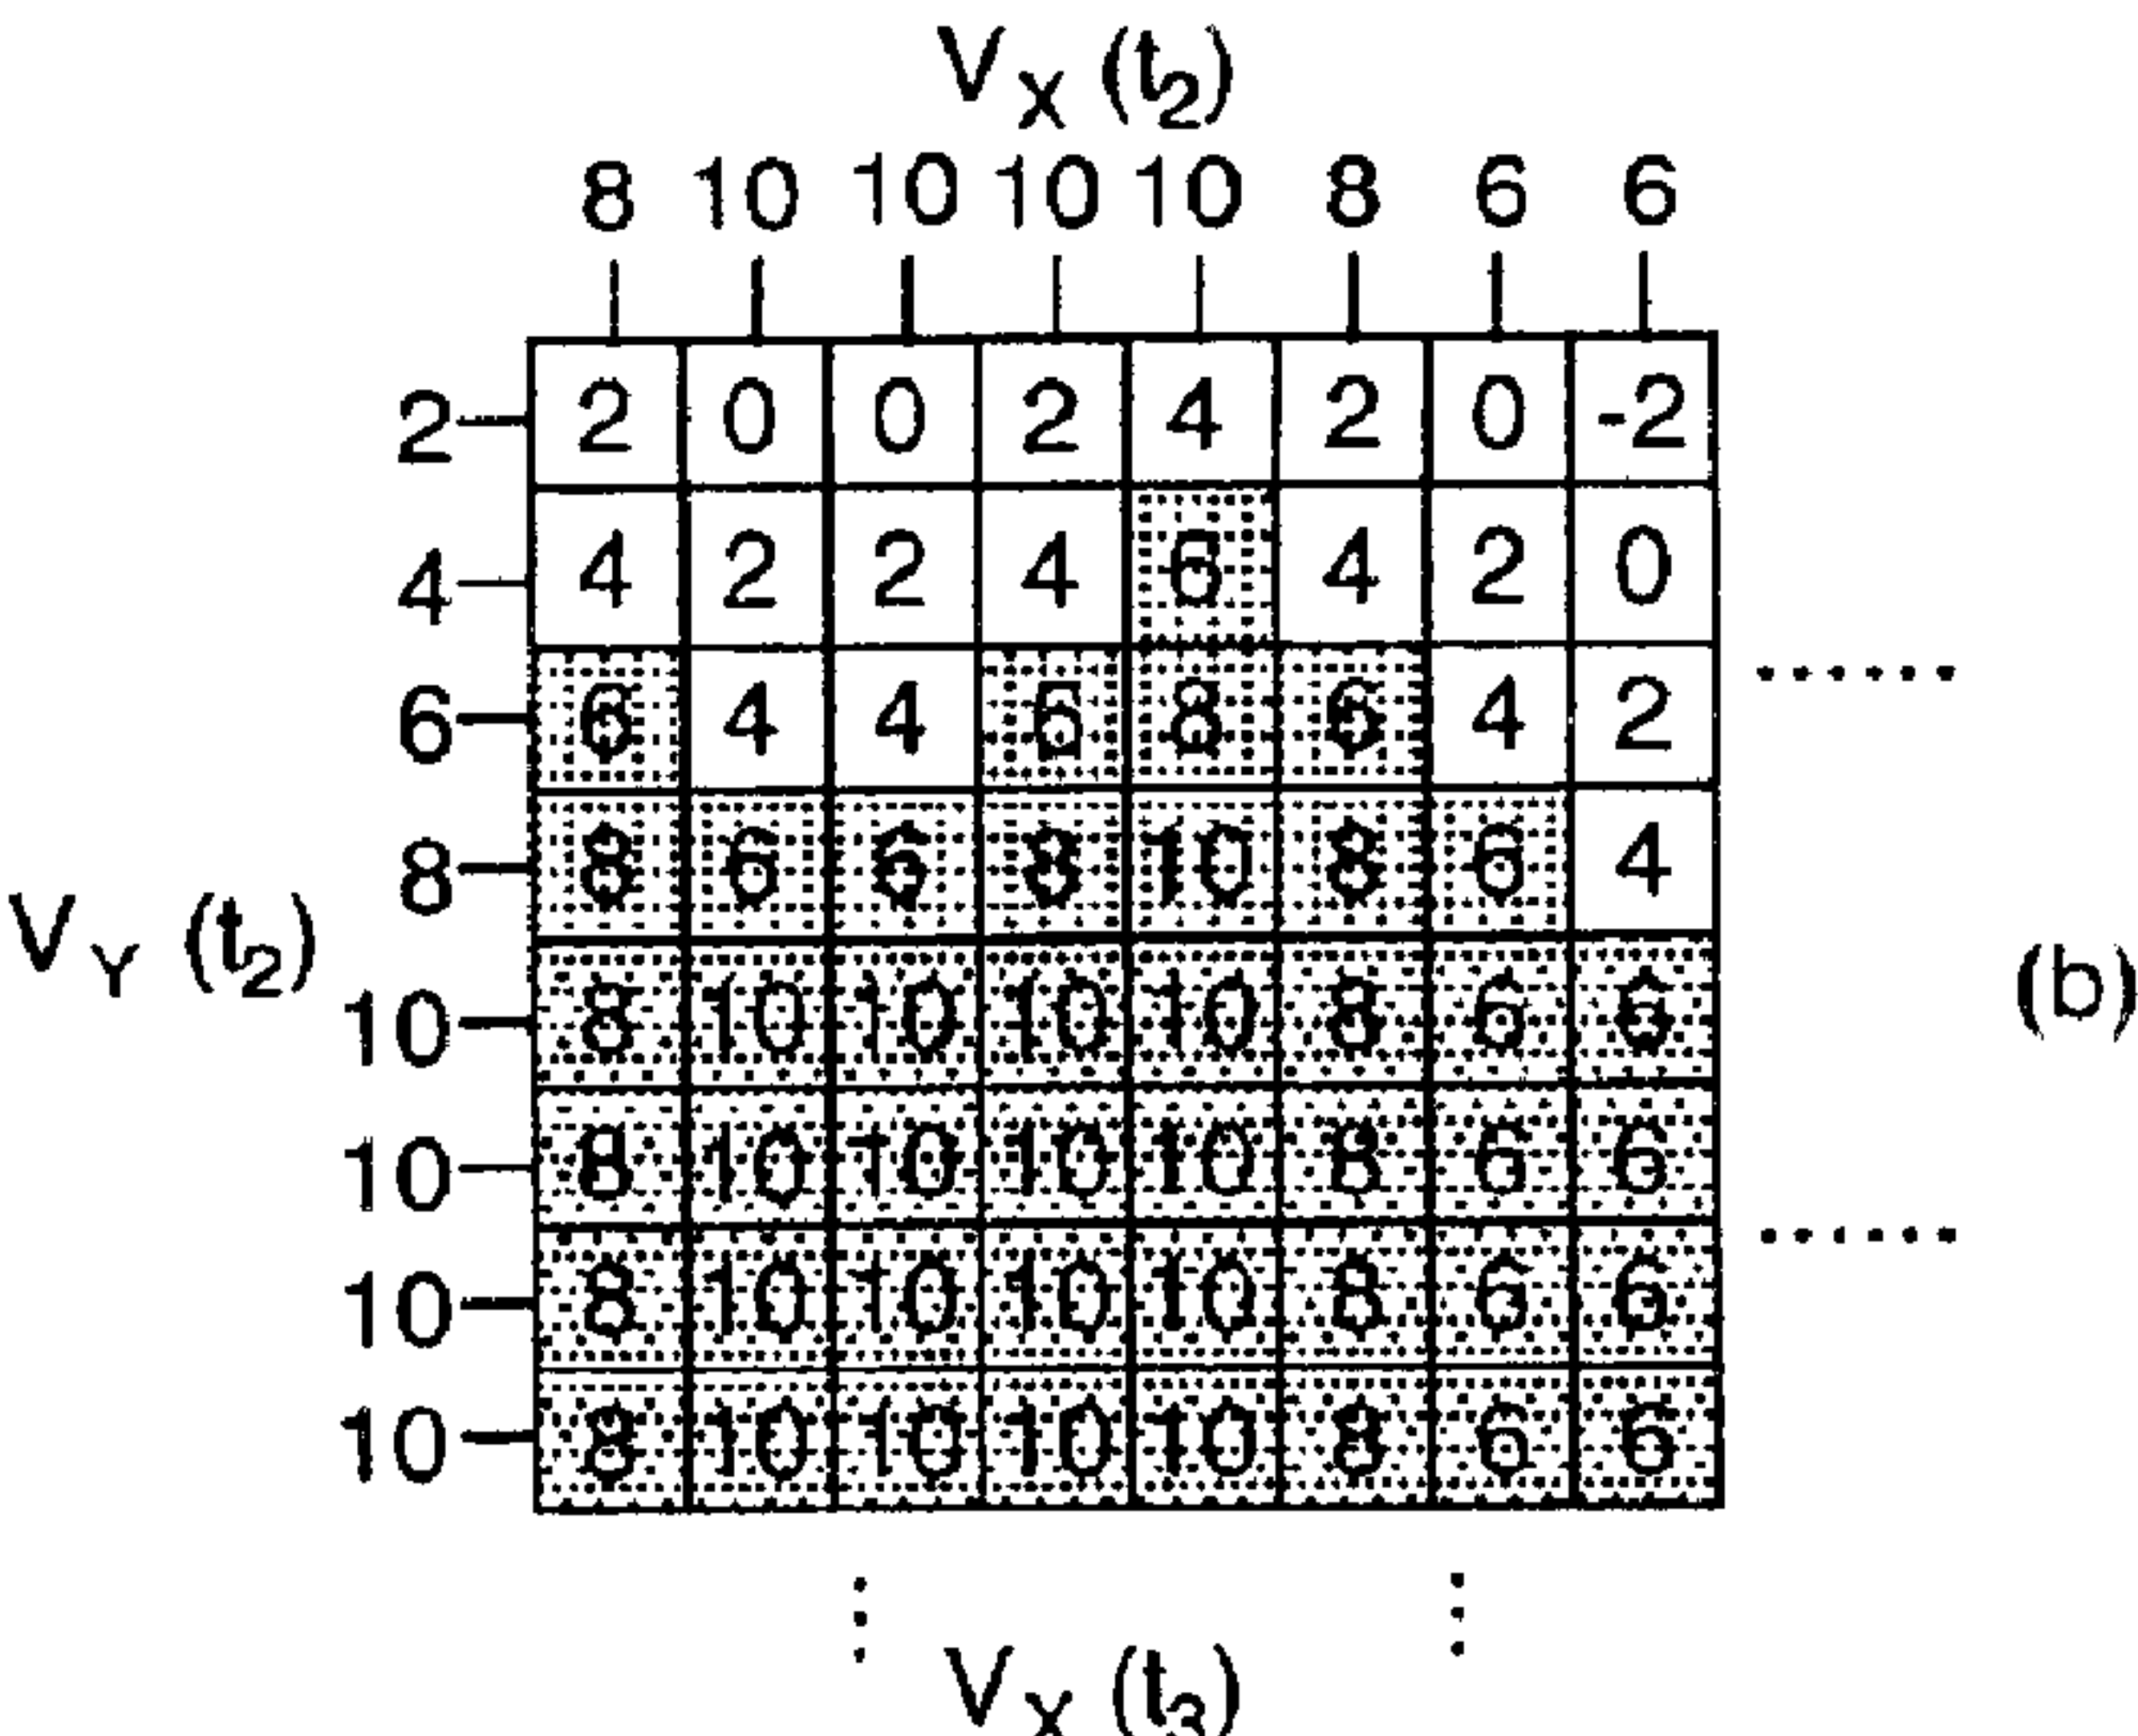 V_X (t_2)
8 10 10 10 10 8 6 6
2 2 0 0 2 4 2 0 -2
4 4 2 2 4 6 4 2 0
6 6 4 4 6 8 6 4 2 ......
8 8 6 6 8 10 8 6 4
V_Y (t_2) (b)
10 8 10 10 10 10 8 6 6
10 8 10 10 10 10 8 6 6
10 8 10 10 10 10 8 6 6 ......
10 8 10 10 10 10 8 6 6
V_X (t_3)